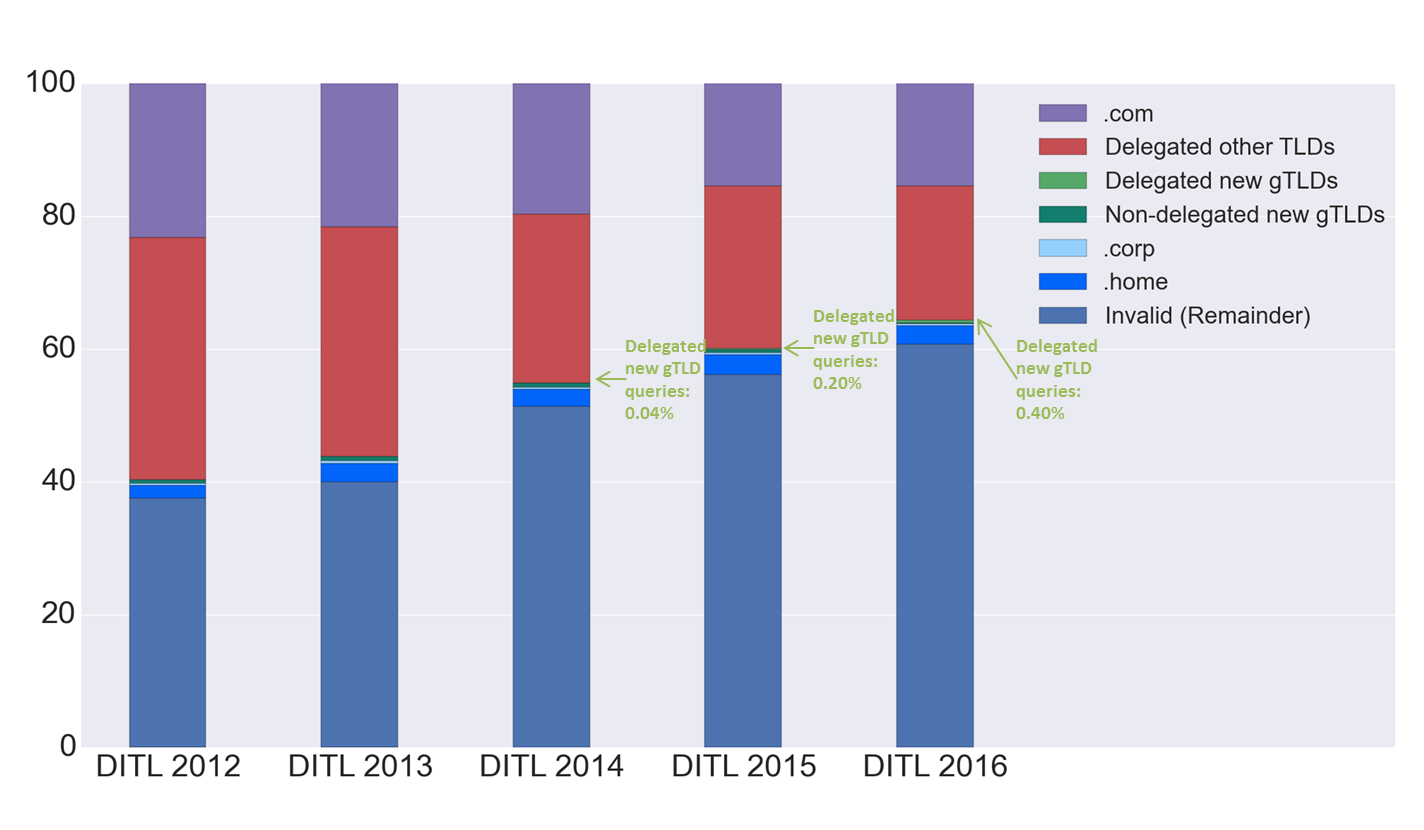 100
80
60
40
20
0
DITL 2012
DITL 2013
DITL 2014
DITL 2015
DITL 2016
.com
Delegated other TLDs
Delegated new gTLDs
Non-delegated new gTLDs
.corp
.home
Invalid (Remainder)
Delegated
new gTLD
queries:
0.04%
Delegated
new gTLD
queries:
0.20%
Delegated
new gTLD
queries:
0.40%